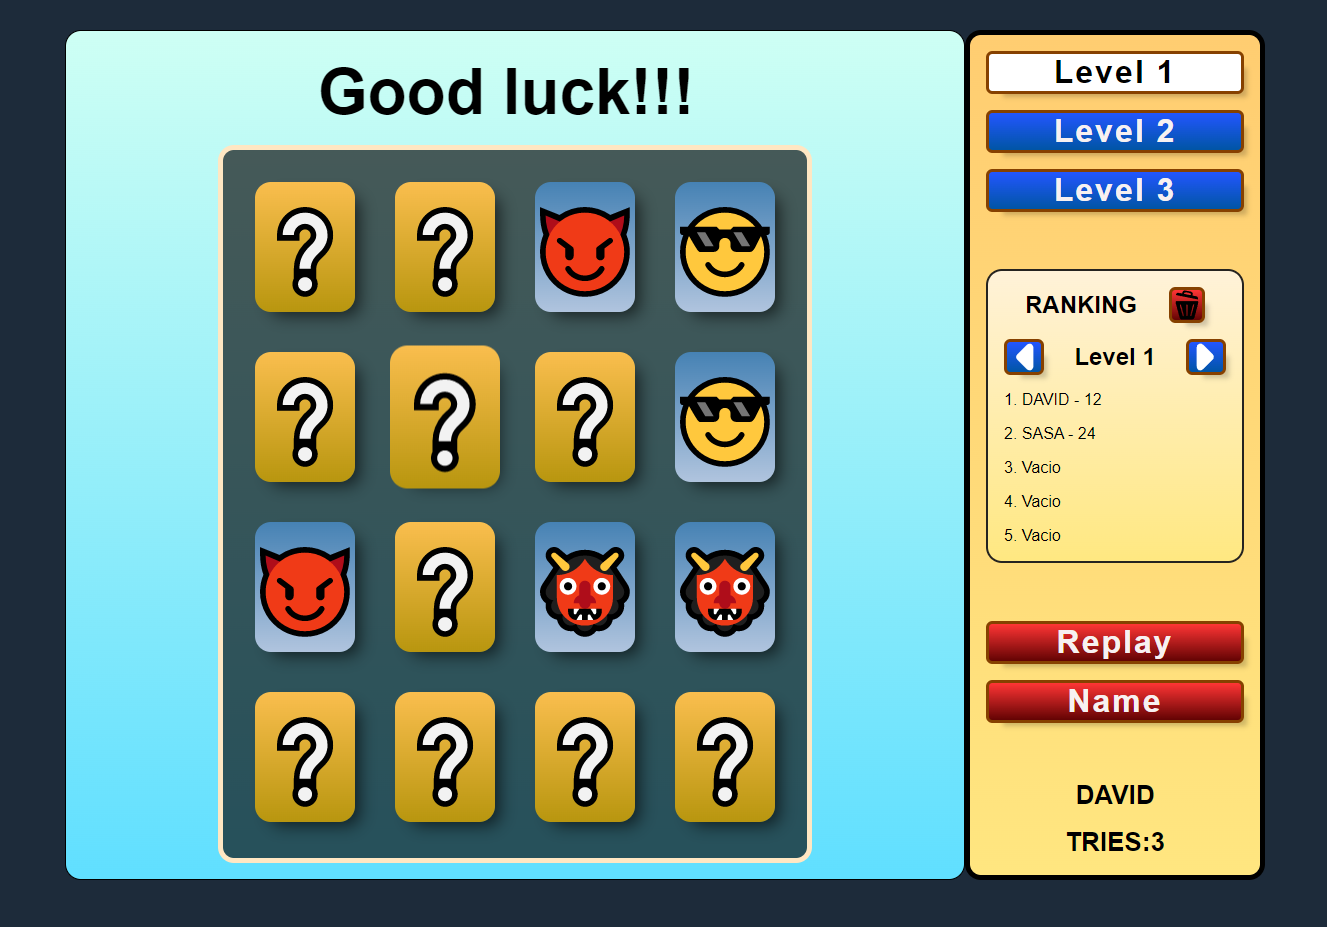 Good luck!!!
? ?
? ? ?
?
? ? ? ?
Level 1
Level 2
Level 3
RANKING
Level 1
1. DAVID - 12
2. SASA - 24
3. Vacio
4. Vacio
5. Vacio
Replay
Name
DAVID
TRIES:3